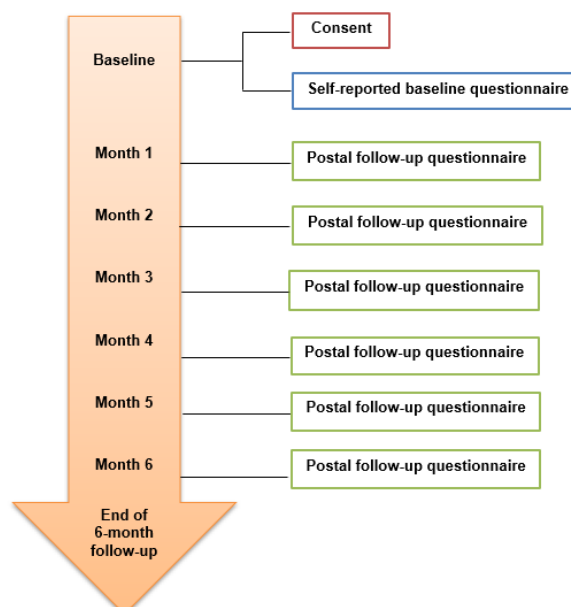 Consent
Baseline
Self-reported baseline questionnaire
Month 1
Postal follow-up questionnaire
Month 2
Postal follow-up questionnaire
Month 3
Postal follow-up questionnaire
Month 4
Postal follow-up questionnaire
Month 5
Postal follow-up questionnaire
Month 6
Postal follow-up questionnaire
End of
6-month
follow-up